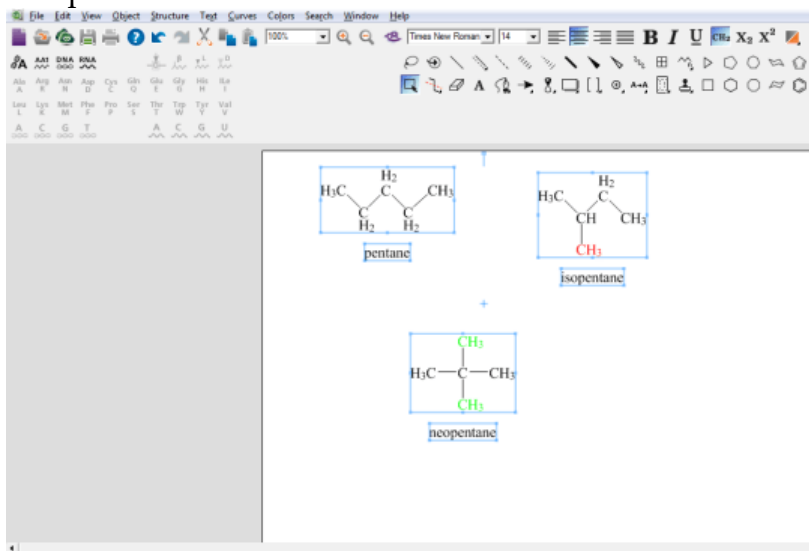 File Edit View Object Structure Text Curves Colors Search Window Help
100% Times New Roman 14 B I U CH₂ X₂ X²
AA1 DNA RNA
Ala Arg Asn Asp Cys Gln Glu Gly His Ile
A R N D C Q E G H I
Leu Lys Met Phe Pro Ser Thr Trp Tyr Val
L K M F P S T W Y V
A C G T A C G U
H₃C H₂ C CH₃
C H₂ C H₂
pentane
H₃C H₂ C
CH CH₃
CH₃
isopentane
CH₃
H₃C C CH₃
CH₃
neopentane